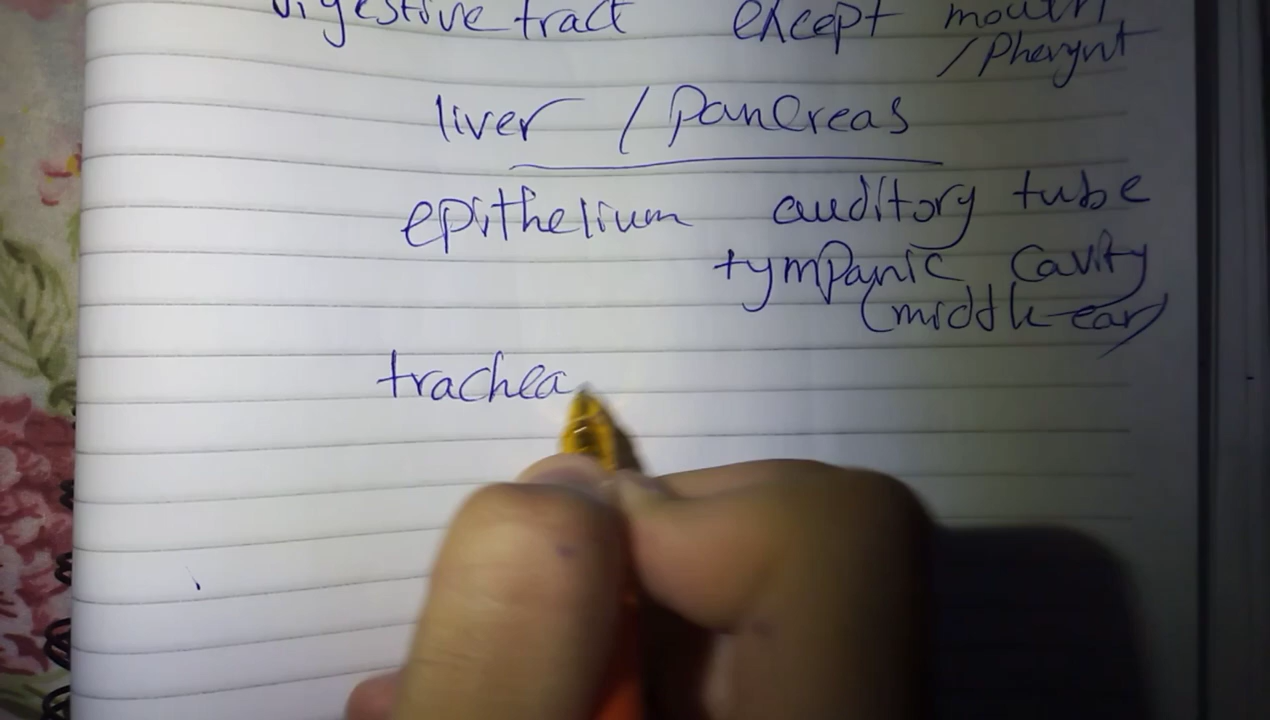 Digestive tract except mouth
/Pherynt
liver / Pancreas
epithelium auditory tube
tympanic cavity
(middle ear)
trachea